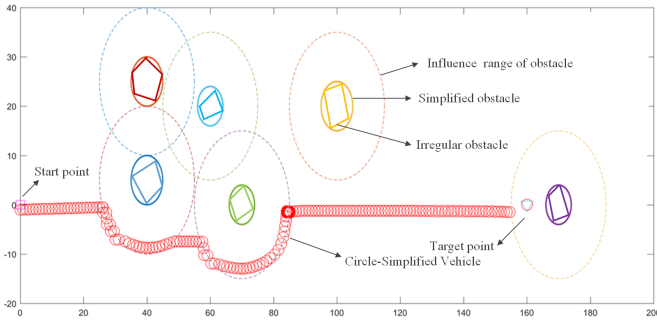 40
30
20
10
0
-10
-20
0 20 40 60 80 100 120 140 160 180 200
Influence range of obstacle
Simplified obstacle
Irregular obstacle
Start point
Target point
Circle-Simplified Vehicle